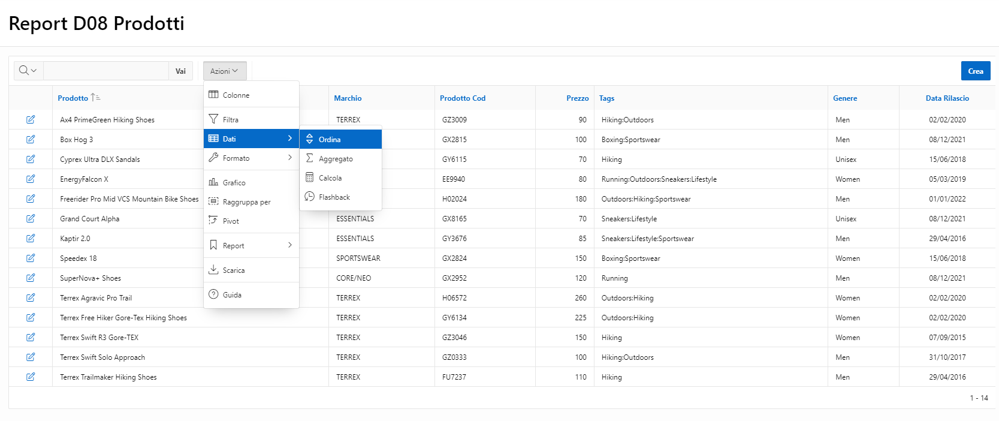 Report D08 Prodotti
Vai Azioni Crea
Prodotto Marchio Prodotto Cod Prezzo Tags Genere Data Rilascio
Ax4 PrimeGreen Hiking Shoes TERREX GZ3009 90 Hiking:Outdoors Men 02/02/2020
Box Hog 3 GX2815 100 Boxing:Sportswear Men 08/12/2021
Cyprex Ultra DLX Sandals GY6115 70 Hiking Unisex 15/06/2018
EnergyFalcon X EE9940 80 Running:Outdoors:Sneakers:Lifestyle Women 05/03/2019
Freerider Pro Mid VCS Mountain Bike Shoes H02024 180 Outdoors:Hiking:Sportswear Men 01/01/2022
Grand Court Alpha ESSENTIALS GX8165 70 Sneakers:Lifestyle Unisex 08/12/2021
Kaptir 2.0 ESSENTIALS GY3676 85 Sneakers:Lifestyle:Sportswear Men 29/04/2016
Speedex 18 SPORTSWEAR GX2824 150 Boxing:Sportswear Women 15/06/2018
SuperNova+ Shoes CORE/NEO GX2952 120 Running Men 08/12/2021
Terrex Agravic Pro Trail TERREX H06572 260 Outdoors:Hiking Women 02/02/2020
Terrex Free Hiker Gore-Tex Hiking Shoes TERREX GY6134 225 Outdoors:Hiking Women 02/02/2020
Terrex Swift R3 Gore-TEX TERREX GZ3046 150 Hiking Women 07/09/2015
Terrex Swift Solo Approach TERREX GZ0333 100 Hiking:Outdoors Men 31/10/2017
Terrex Trailmaker Hiking Shoes TERREX FU7237 110 Hiking Men 29/04/2016
1 - 14
Colonne
Filtra
Dati
Formato
Grafico
Raggruppa per
Pivot
Report
Scarica
Guida
Ordina
Aggregato
Calcola
Flashback